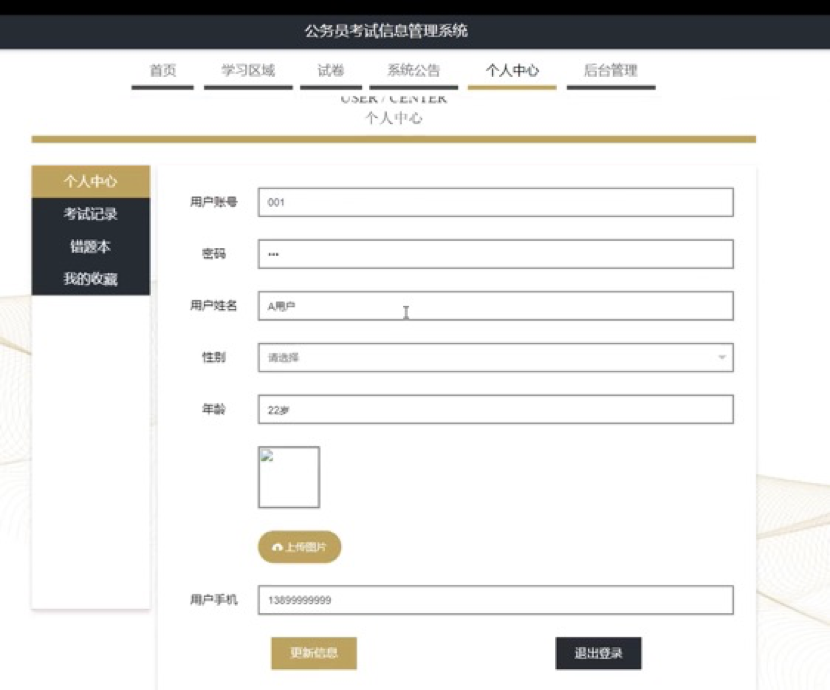 公务员考试信息管理系统
首页 学习区域 试卷 系统公告 个人中心 后台管理
USER / CENTER
个人中心
个人中心
考试记录
错题本
我的收藏
用户账号 001
密码 •••
用户姓名 A用户
性别 请选择
年龄 22岁
上传图片
用户手机 13899999999
更新信息 退出登录